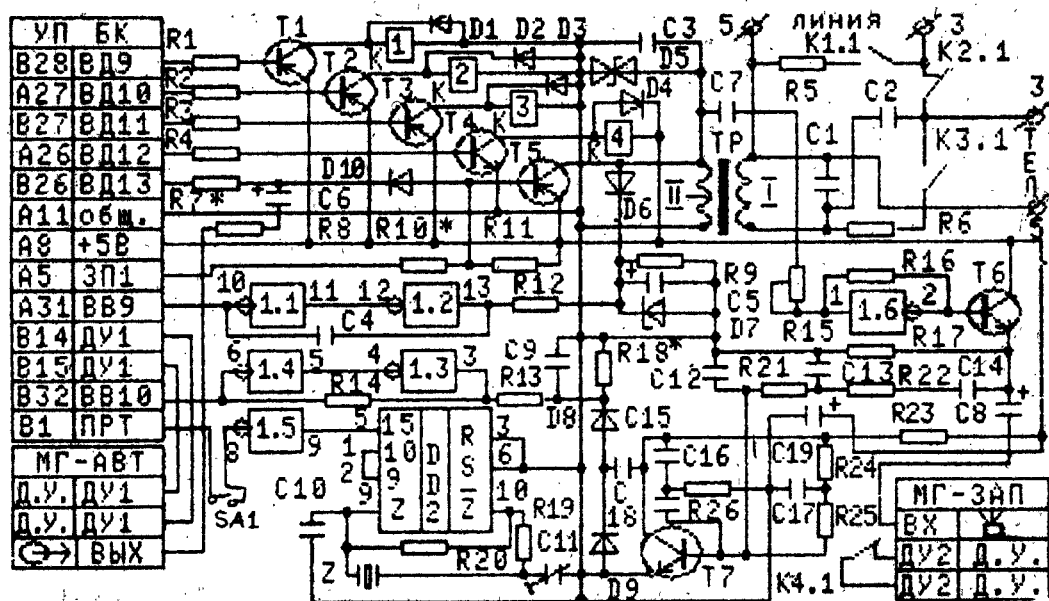 УП БК
В28 ВД9
А27 ВД10
В27 ВД11
А26 ВД12
В26 ВД13
А11 общ.
А8 +5В
А5 ЗП1
А31 ВВ9
В14 ДУ1
В15 ДУ1
В32 ВВ10
В1 ПРТ
МГ-АВТ
Д.У. ДУ1
Д.У. ДУ1
ВЫХ
R1
R2
R3
R4
R7*
T1
T2
T3
T4
T5
К
1
К
2
К
3
К
4
D1 D2 D3
C3
D5
D4
C7
ТР
II
I
5
ЛИНИЯ
3
К1.1
К2.1
R5
C2
3
C1
К3.1
ТЕЛ
R6
D10
C6
R8 R10* R11
D6
R9
C5
D7
10
1.1
11
12
1.2
13
R12
C4
6
1.4
5
4
1.3
3
R14
R13
C9
R18*
D8
8
1.5
9
5
15
10
9
Z
1
2
9
DD2
R
S
Z
3
6
10
C10
SA1
Z
R20
R19
C11
D9
C15
C
18
C16
R26
T7
C12
R21
C13
R22
C14
C8
R15
1
1.6
2
R16
R17
T6
R23
C19
R24
C17
R25
К4.1
МГ-ЗАП
ВХ
ДУ2 Д.У.
ДУ2 Д.У.